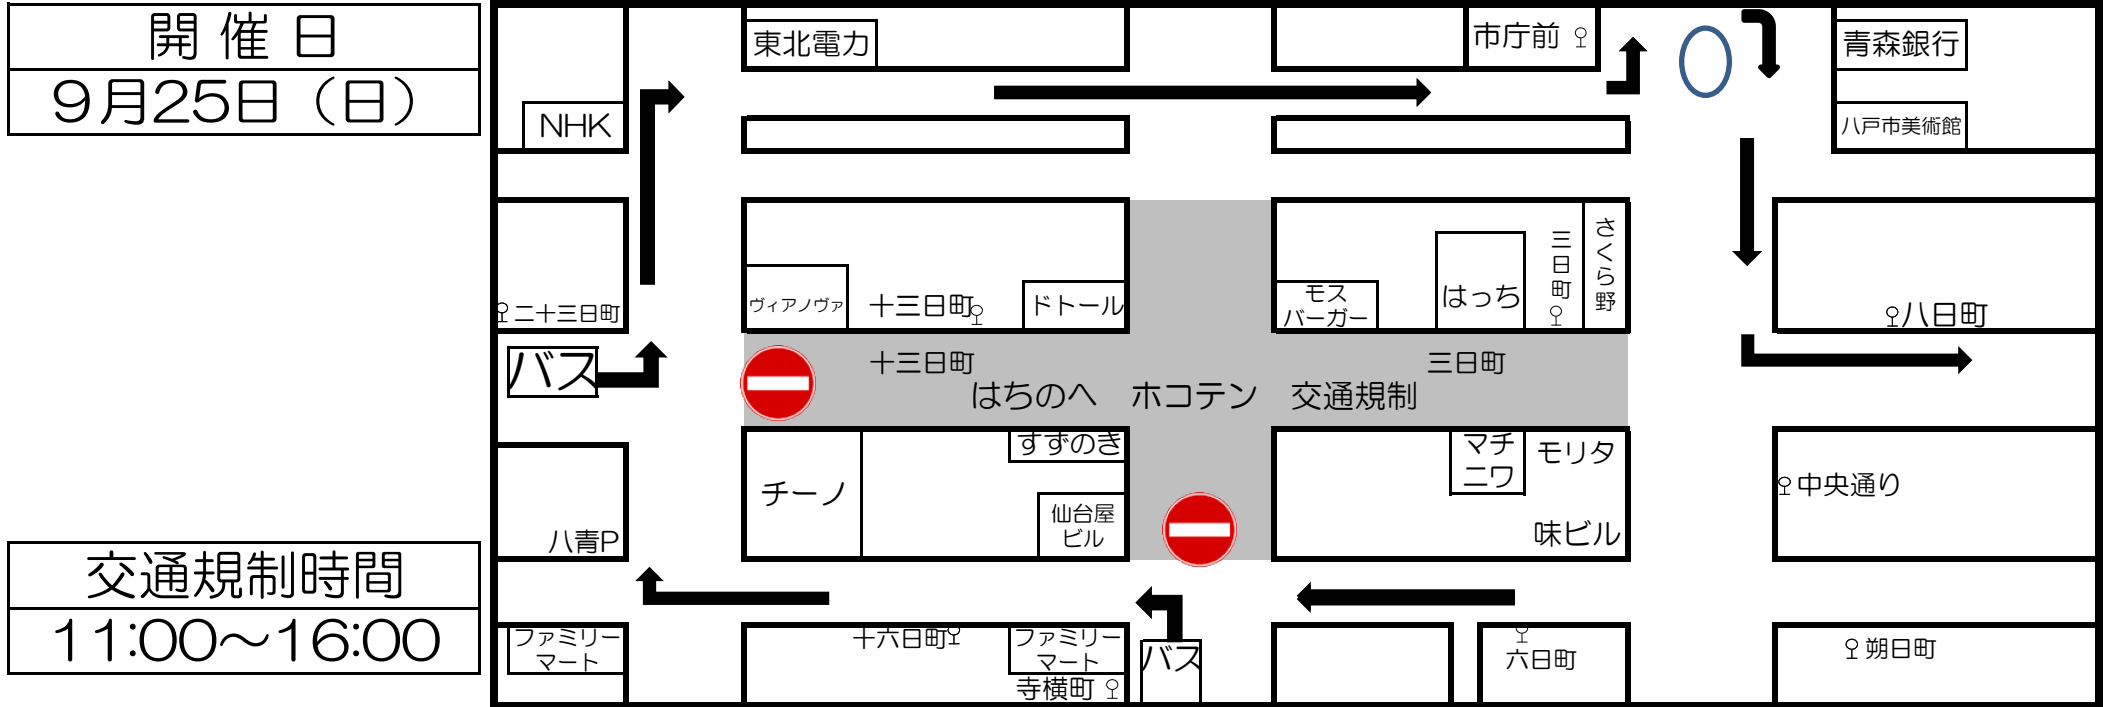 開催日
9月25日（日）
交通規制時間
11:00～16:00
東北電力
市庁前
青森銀行
NHK
八戸市美術館
二十三日町
ヴィアノヴァ
十三日町
ドトール
モス
バーガー
はっち
三日町
さくら野
八日町
バス
十三日町
三日町
はちのへ　ホコテン　交通規制
チーノ
すずのき
仙台屋
ビル
マチ
ニワ
モリタ
味ビル
中央通り
八青P
ファミリー
マート
十六日町
ファミリー
マート
寺横町
バス
六日町
朔日町